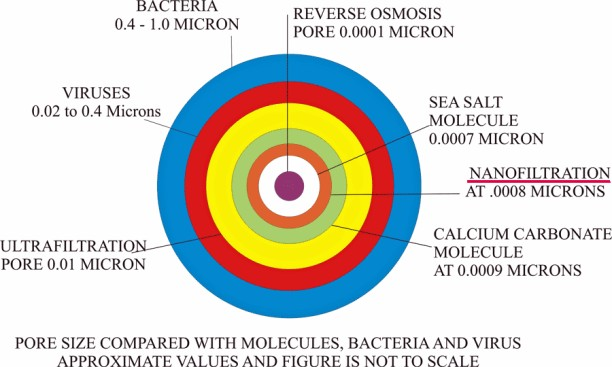 BACTERIA
0.4 - 1.0 MICRON
REVERSE OSMOSIS
PORE 0.0001 MICRON
VIRUSES
0.02 to 0.4 Microns
SEA SALT
MOLECULE
0.0007 MICRON
NANOFILTRATION
AT .0008 MICRONS
ULTRAFILTRATION
PORE 0.01 MICRON
CALCIUM CARBONATE
MOLECULE
AT 0.0009 MICRONS
PORE SIZE COMPARED WITH MOLECULES, BACTERIA AND VIRUS
APPROXIMATE VALUES AND FIGURE IS NOT TO SCALE